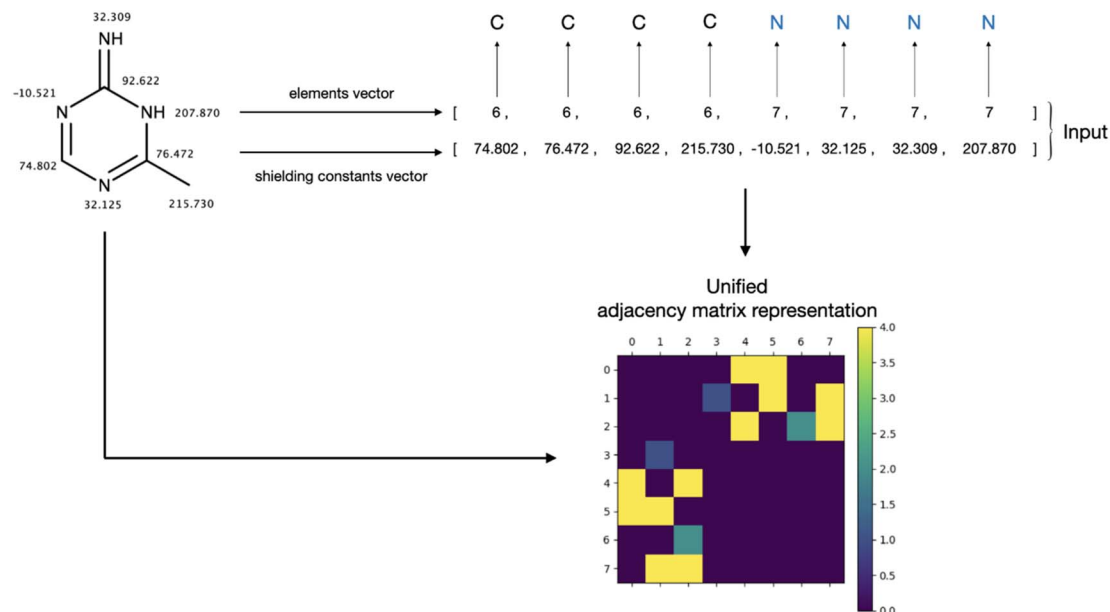 32.309
NH
92.622
-10.521
N
NH
207.870
76.472
74.802
N
32.125
215.730
elements vector
shielding constants vector
C C C C N N N N
[ 6, 6, 6, 6, 7, 7, 7, 7 ]
[ 74.802 , 76.472 , 92.622 , 215.730 , -10.521 , 32.125 , 32.309 , 207.870 ]
Input
Unified
adjacency matrix representation
0 1 2 3 4 5 6 7
0
1
2
3
4
5
6
7
4.0
3.5
3.0
2.5
2.0
1.5
1.0
0.5
0.0